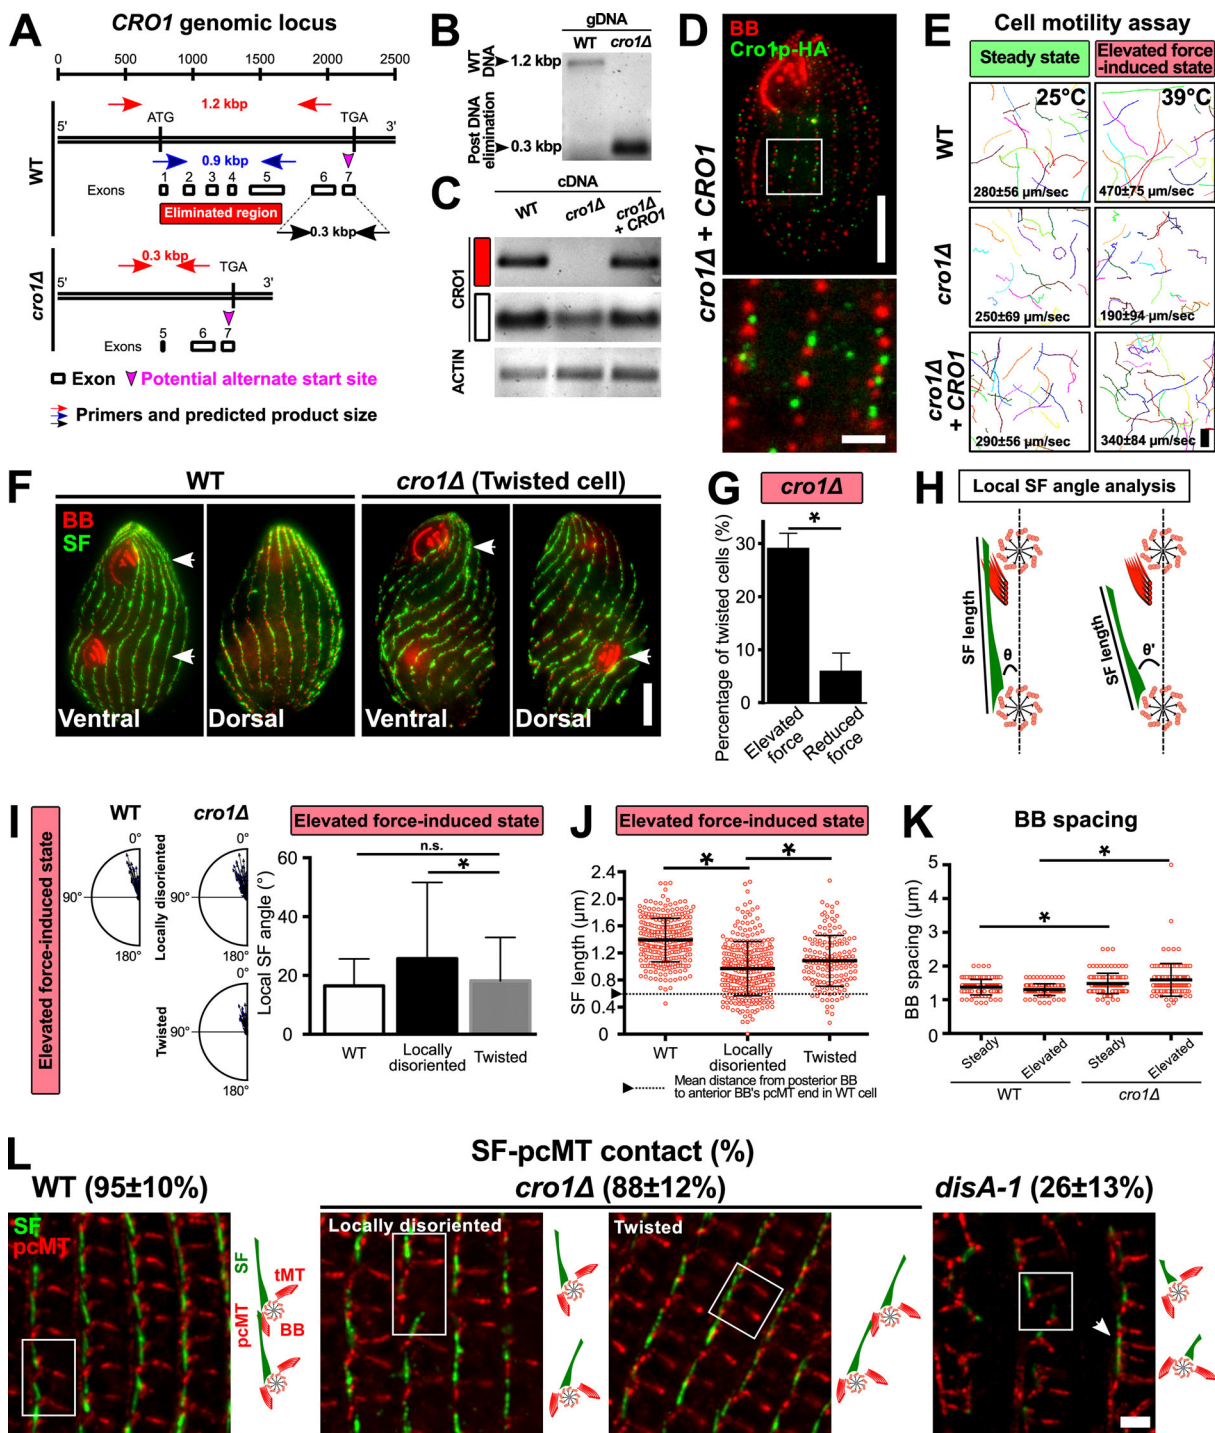 A
CRO1 genomic locus
0 500 1000 1500 2000 2500
WT
1.2 kbp
ATG TGA
5' 3'
0.9 kbp
1 2 3 4 5 6 7
Exons
Eliminated region
0.3 kbp
cro1Δ
0.3 kbp
TGA
5' 3'
5 6 7
Exons
Exon Potential alternate start site
Primers and predicted product size
B
gDNA
WT cro1Δ
WT DNA
1.2 kbp
Post DNA elimination
0.3 kbp
C
cDNA
WT cro1Δ cro1Δ + CRO1
CRO1
ACTIN
D
BB
Cro1p-HA
cro1Δ + CRO1
E
Cell motility assay
Steady state
Elevated force
-induced state
25°C 39°C
WT
280±56 µm/sec 470±75 µm/sec
cro1Δ
250±69 µm/sec 190±94 µm/sec
cro1Δ
+ CRO1
290±56 µm/sec 340±84 µm/sec
F
WT
cro1Δ (Twisted cell)
BB
SF
Ventral Dorsal Ventral Dorsal
G
cro1Δ
*
Percentage of twisted cells (%)
30
20
10
0
Elevated force
Reduced force
H
Local SF angle analysis
SF length
θ
SF length
θ'
I
Elevated force-induced state
WT cro1Δ
0° 0°
90° 90°
180° 180°
Locally disoriented
0°
90°
180°
Twisted
Elevated force-induced state
n.s.
*
Local SF angle (°)
60
40
20
0
WT Locally disoriented Twisted
J
Elevated force-induced state
* *
SF length (µm)
2.4
2.0
1.6
1.2
0.8
0.4
0
WT Locally disoriented Twisted
Mean distance from posterior BB
to anterior BB's pcMT end in WT cell
K
BB spacing
*
*
BB spacing (µm)
5
4
3
2
1
0
Steady Elevated Steady Elevated
WT cro1Δ
L
SF-pcMT contact (%)
WT (95±10%) cro1Δ (88±12%) disA-1 (26±13%)
SF
pcMT
SF
tMT
pcMT
BB
Locally disoriented
Twisted